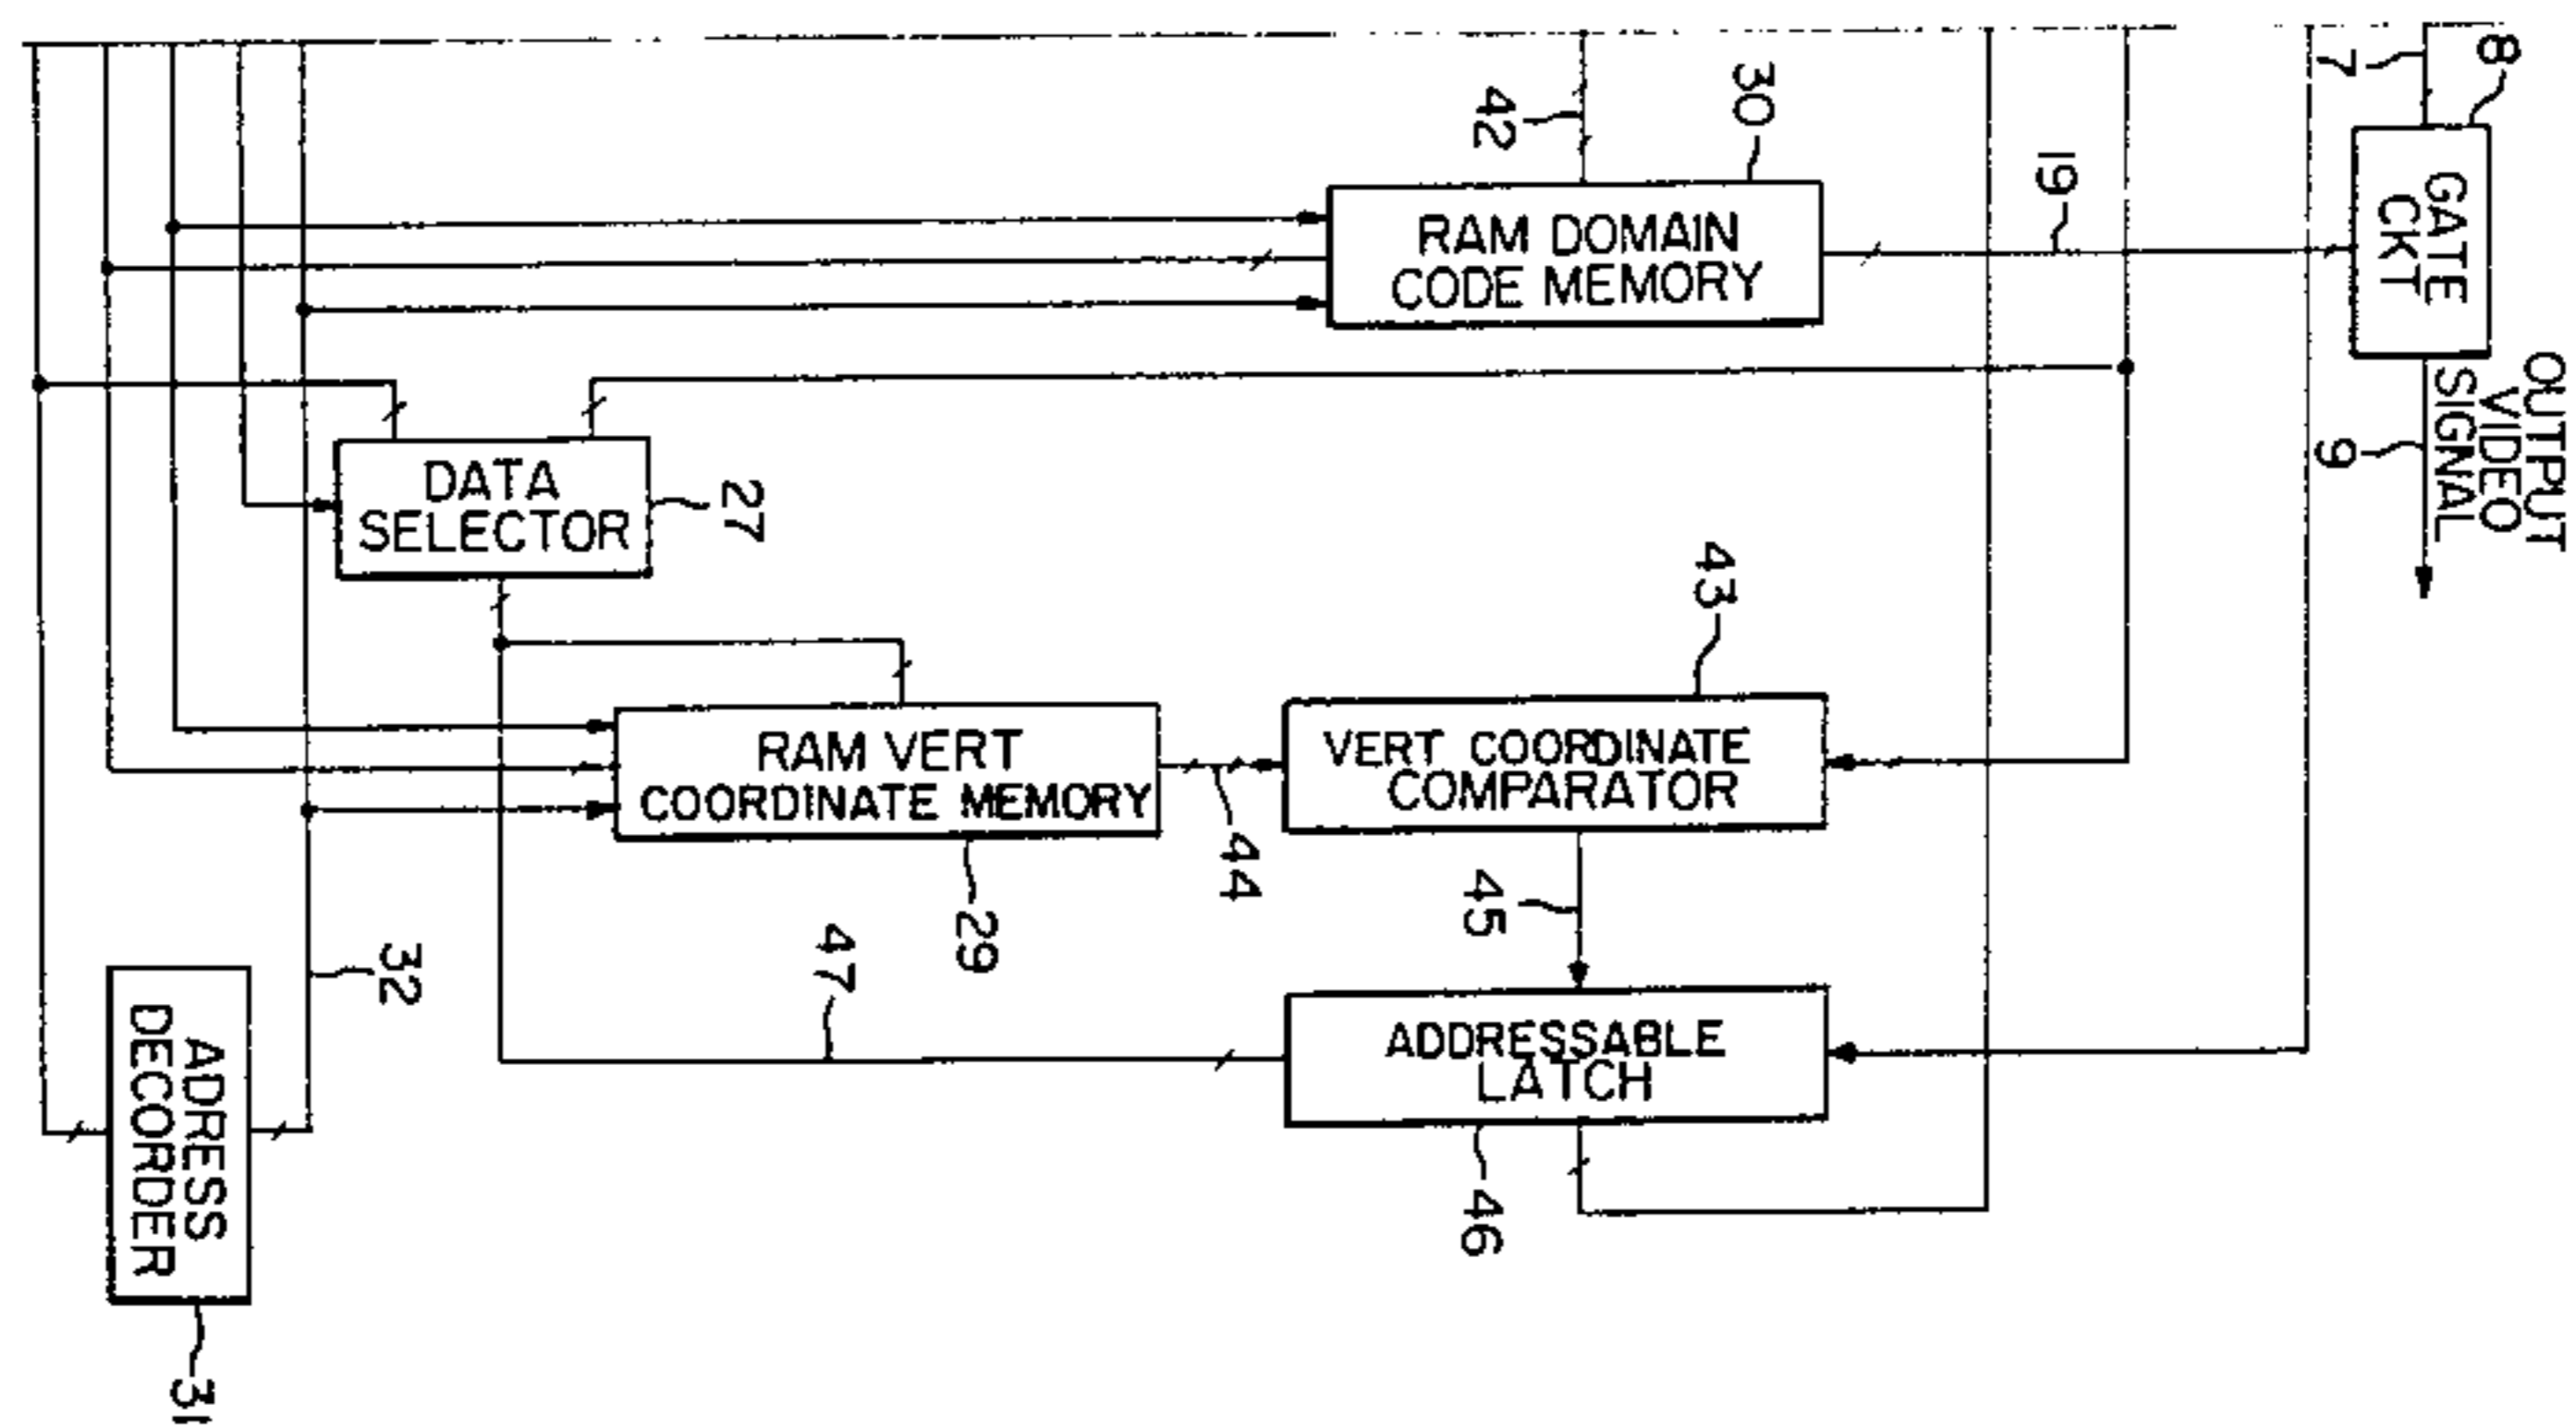 7
8
GATE
CKT
OUTPUT
VIDEO
SIGNAL
9
19
42
30
RAM DOMAIN
CODE MEMORY
DATA
SELECTOR
27
43
RAM VERT
COORDINATE MEMORY
29
44
VERT COORDINATE
COMPARATOR
45
47
32
ADDRESSABLE
LATCH
46
ADRESS
DECORDER
31